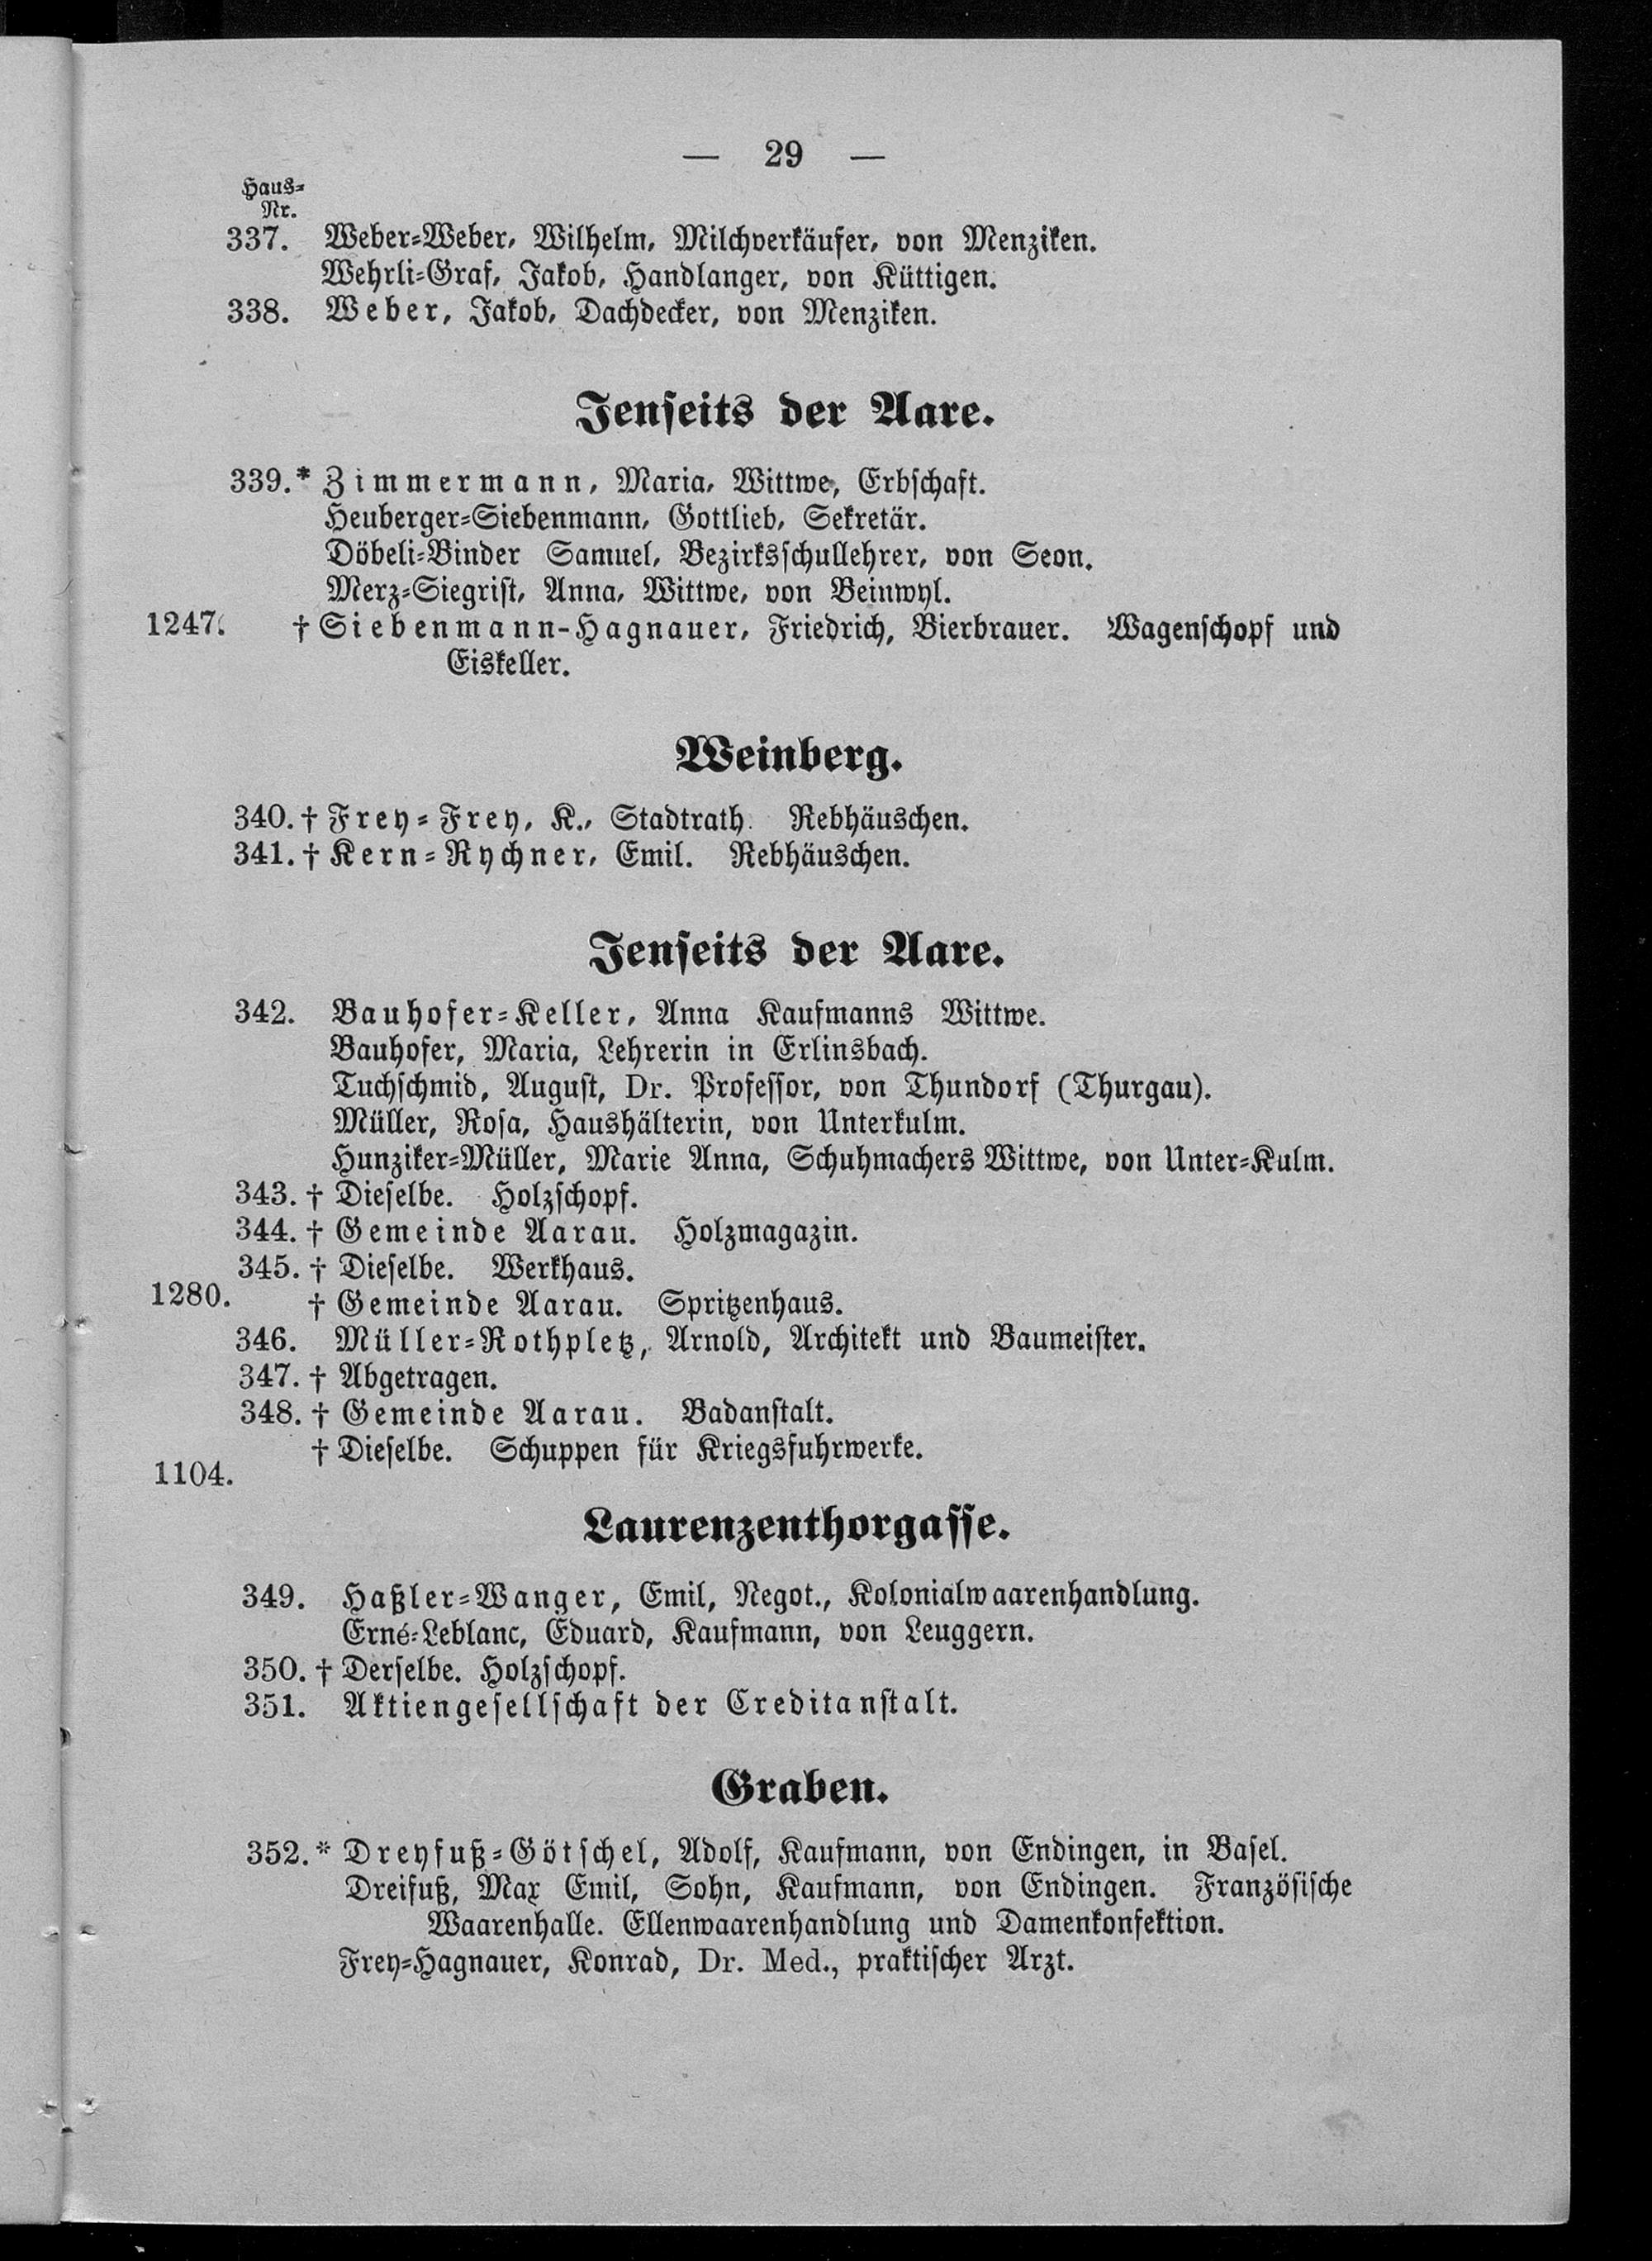 — 29 —
Haus-
Nr.
337. Weber-Weber, Wilhelm, Milchverkäufer, von Menziken.
Wehrli-Graf, Jakob, Handlanger, von Küttigen.
338. Weber, Jakob, Dachdecker, von Menziken.
Jenseits der Aare.
339.* Zimmermann, Maria, Wittwe, Erbschaft.
Heuberger-Siebenmann, Gottlieb, Sekretär.
Döbeli-Binder Samuel, Bezirksschullehrer, von Seon.
Merz-Siegrist, Anna, Wittwe, von Beinwyl.
1247. † Siebenmann-Hagnauer, Friedrich, Bierbrauer. Wagenschopf und
Eiskeller.
Weinberg.
340. † Frey-Frey, K., Stadtrath. Rebhäuschen.
341. † Kern-Rychner, Emil. Rebhäuschen.
Jenseits der Aare.
342. Bauhofer-Keller, Anna Kaufmanns Wittwe.
Bauhofer, Maria, Lehrerin in Erlinsbach.
Tuchschmid, August, Dr. Professor, von Thundorf (Thurgau).
Müller, Rosa, Haushälterin, von Unterkulm.
Hunziker-Müller, Marie Anna, Schuhmachers Wittwe, von Unter-Kulm.
343. † Dieselbe. Holzschopf.
344. † Gemeinde Aarau. Holzmagazin.
345. † Dieselbe. Werkhaus.
1280. † Gemeinde Aarau. Spritzenhaus.
346. Müller-Rothpletz, Arnold, Architekt und Baumeister.
347. † Abgetragen.
348. † Gemeinde Aarau. Badanstalt.
† Dieselbe. Schuppen für Kriegsfuhrwerke.
1104.
Laurenzenthorgasse.
349. Haßler-Wanger, Emil, Negot., Kolonialwaarenhandlung.
Erné-Leblanc, Eduard, Kaufmann, von Leuggern.
350. † Derselbe. Holzschopf.
351. Aktiengesellschaft der Creditanstalt.
Graben.
352.* Dreyfuß-Götschel, Adolf, Kaufmann, von Endingen, in Basel.
Dreifuß, Max Emil, Sohn, Kaufmann, von Endingen. Französische
Waarenhalle. Ellenwaarenhandlung und Damenkonfektion.
Frey-Hagnauer, Konrad, Dr. Med., praktischer Arzt.